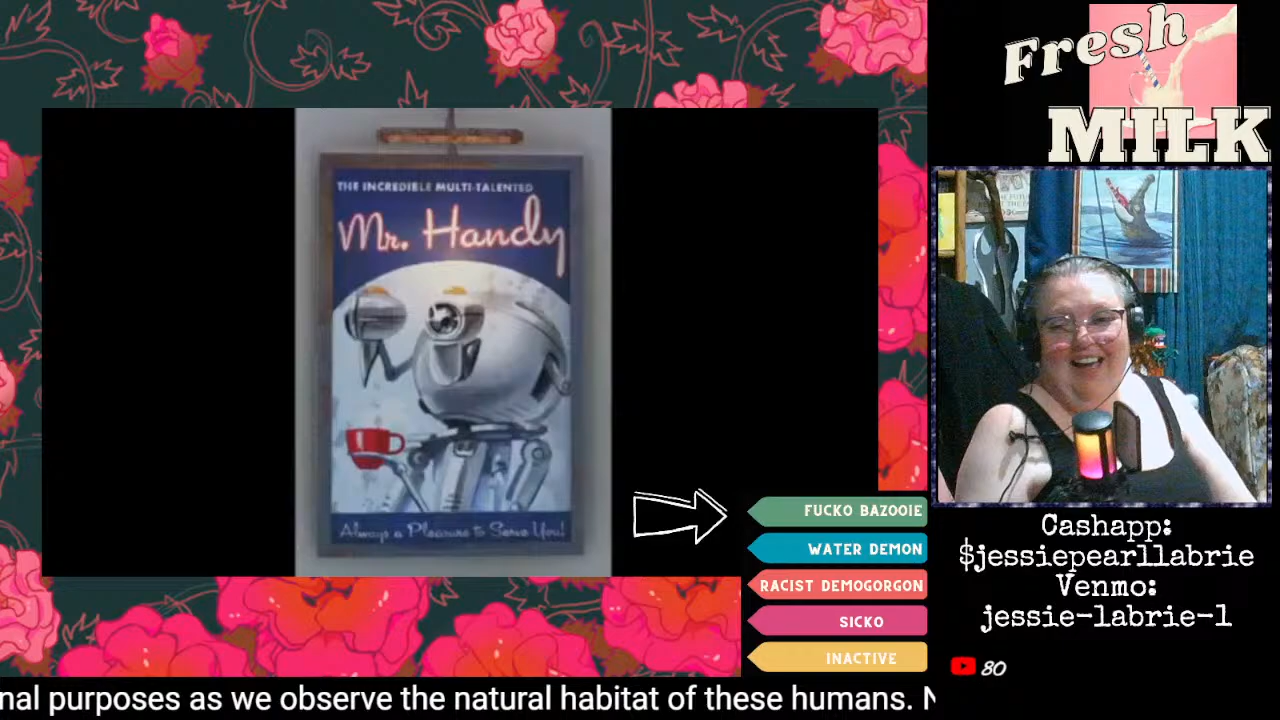 Fresh
MILK
THE INCREDIBLE MULTI-TALENTED
Mr. Handy
Always a Pleasure to Serve You!
FUCKO BAZOOIE
WATER DEMON
RACIST DEMOGORGON
SICKO
INACTIVE
Cashapp:
$jessiepearllabrie
Venmo:
jessie-labrie-1
80
nal purposes as we observe the natural habitat of these humans. N